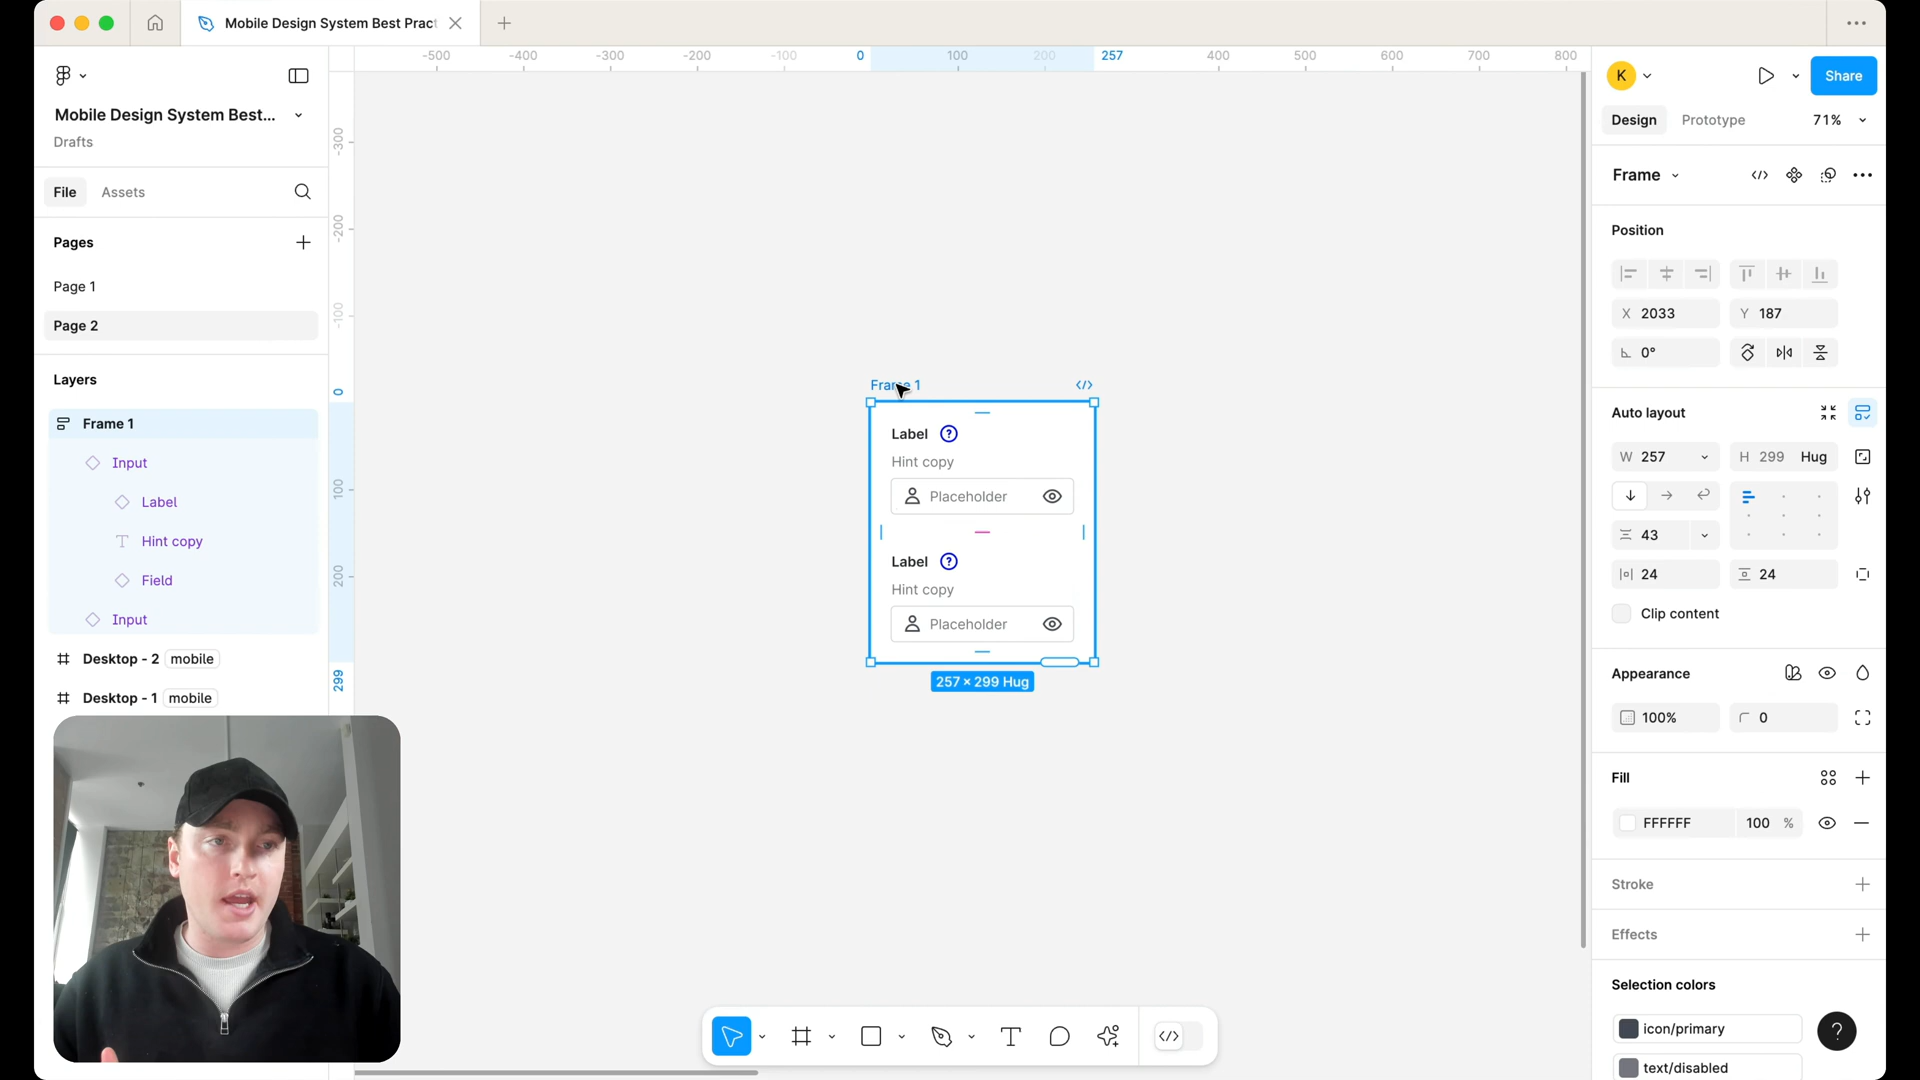 Mobile Design System Best Pract
-500 -400 -300 -200 -100 0 100 200 257 400 500 600 700 800
K
Share
Mobile Design System Best...
Drafts
Design Prototype 71%
Frame
File Assets
Pages
Page 1
Page 2
Layers
Frame 1
Input
Label
Hint copy
Field
Input
Desktop - 2 mobile
Desktop - 1 mobile
-300
-200
-100
0
100
200
299
Frame 1
Label ?
Hint copy
Placeholder
Label ?
Hint copy
Placeholder
257 × 299 Hug
Position
X 2033 Y 187
0°
Auto layout
W 257 H 299 Hug
43
24 24
Clip content
Appearance
100% 0
Fill
FFFFFF 100 %
Stroke
Effects
Selection colors
icon/primary
?
text/disabled